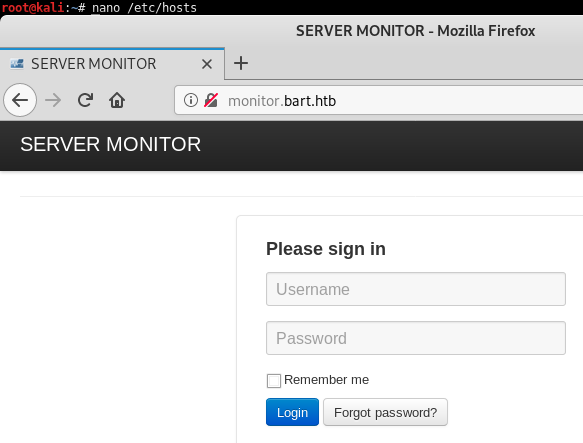 root@kali:~# nano /etc/hosts
SERVER MONITOR - Mozilla Firefox
SERVER MONITOR
monitor.bart.htb
SERVER MONITOR
Please sign in
Username
Password
Remember me
Login Forgot password?